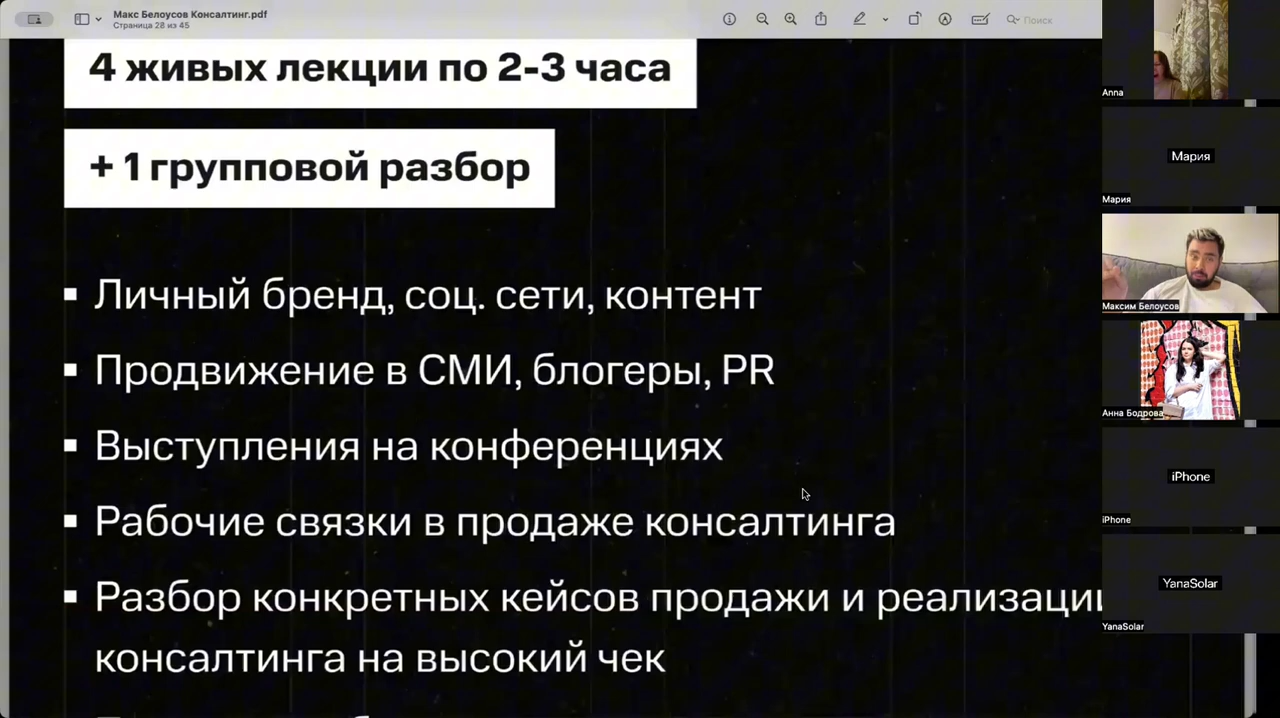 Макс Белоусов Консалтинг.pdf
Страница 28 из 45
Поиск
4 живых лекции по 2-3 часа
+ 1 групповой разбор
▪ Личный бренд, соц. сети, контент
▪ Продвижение в СМИ, блогеры, PR
▪ Выступления на конференциях
▪ Рабочие связки в продаже консалтинга
▪ Разбор конкретных кейсов продажи и реализации
консалтинга на высокий чек
Anna
Мария
Мария
Максим Белоусов
Анна Бодрова
iPhone
iPhone
YanaSolar
YanaSolar